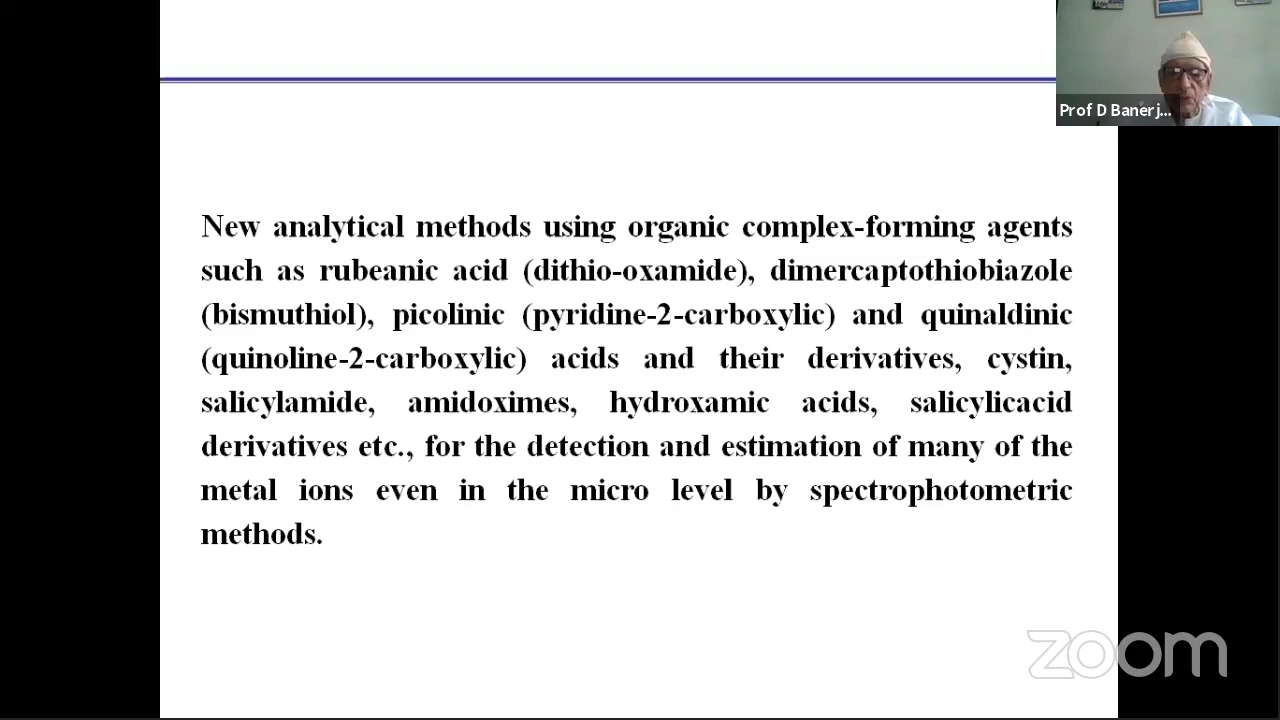 Prof D Banerj...
New analytical methods using organic complex-forming agents
such as rubeanic acid (dithio-oxamide), dimercaptothiobiazole
(bismuthiol), picolinic (pyridine-2-carboxylic) and quinaldinic
(quinoline-2-carboxylic) acids and their derivatives, cystin,
salicylamide, amidoximes, hydroxamic acids, salicylicacid
derivatives etc., for the detection and estimation of many of the
metal ions even in the micro level by spectrophotometric
methods.
zoom